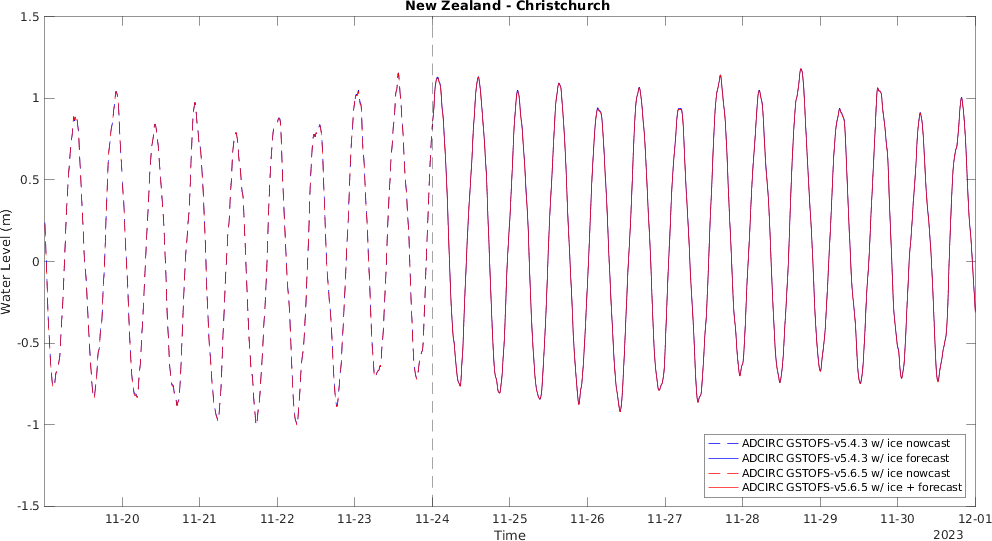 New Zealand - Christchurch
1.5
1
0.5
0
-0.5
-1
-1.5
Water Level (m)
11-20
11-21
11-22
11-23
11-24
11-25
11-26
11-27
11-28
11-29
11-30
12-01
Time
2023
ADCIRC GSTOFS-v5.4.3 w/ ice nowcast
ADCIRC GSTOFS-v5.4.3 w/ ice forecast
ADCIRC GSTOFS-v5.6.5 w/ ice nowcast
ADCIRC GSTOFS-v5.6.5 w/ ice + forecast